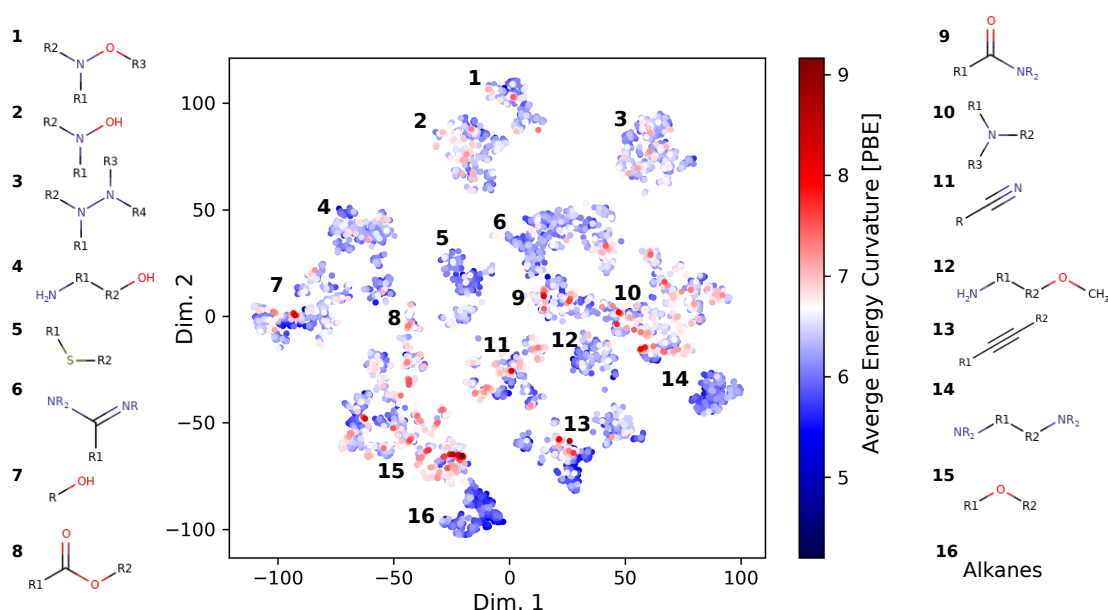 1
R2
N
O
R3
R1
2
R2
N
OH
R1
3
R3
R2
N
N
R4
R1
4
H2N
R1
R2
OH
5
R1
S
R2
6
NR2
NR
R1
7
R
OH
8
O
R1
O
R2
100
50
0
−50
−100
Dim. 2
−100
−50
0
50
100
Dim. 1
1
2
3
4
5
6
7
8
9
10
11
12
13
14
15
16
9
8
7
6
5
Averge Energy Curvature [PBE]
9
O
R1
NR2
10
R1
N
R2
R3
11
N
R
12
H2N
R1
R2
O
CH3
13
R2
R1
14
NR2
R1
R2
NR2
15
R1
O
R2
16
Alkanes